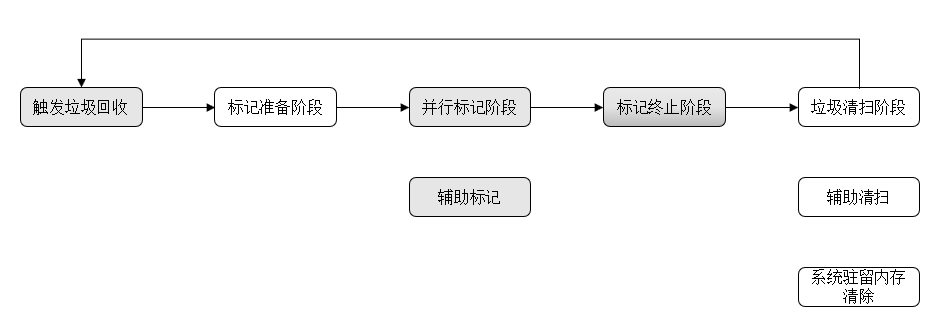 触发垃圾回收
标记准备阶段
并行标记阶段
标记终止阶段
垃圾清扫阶段
辅助标记
辅助清扫
系统驻留内存
清除